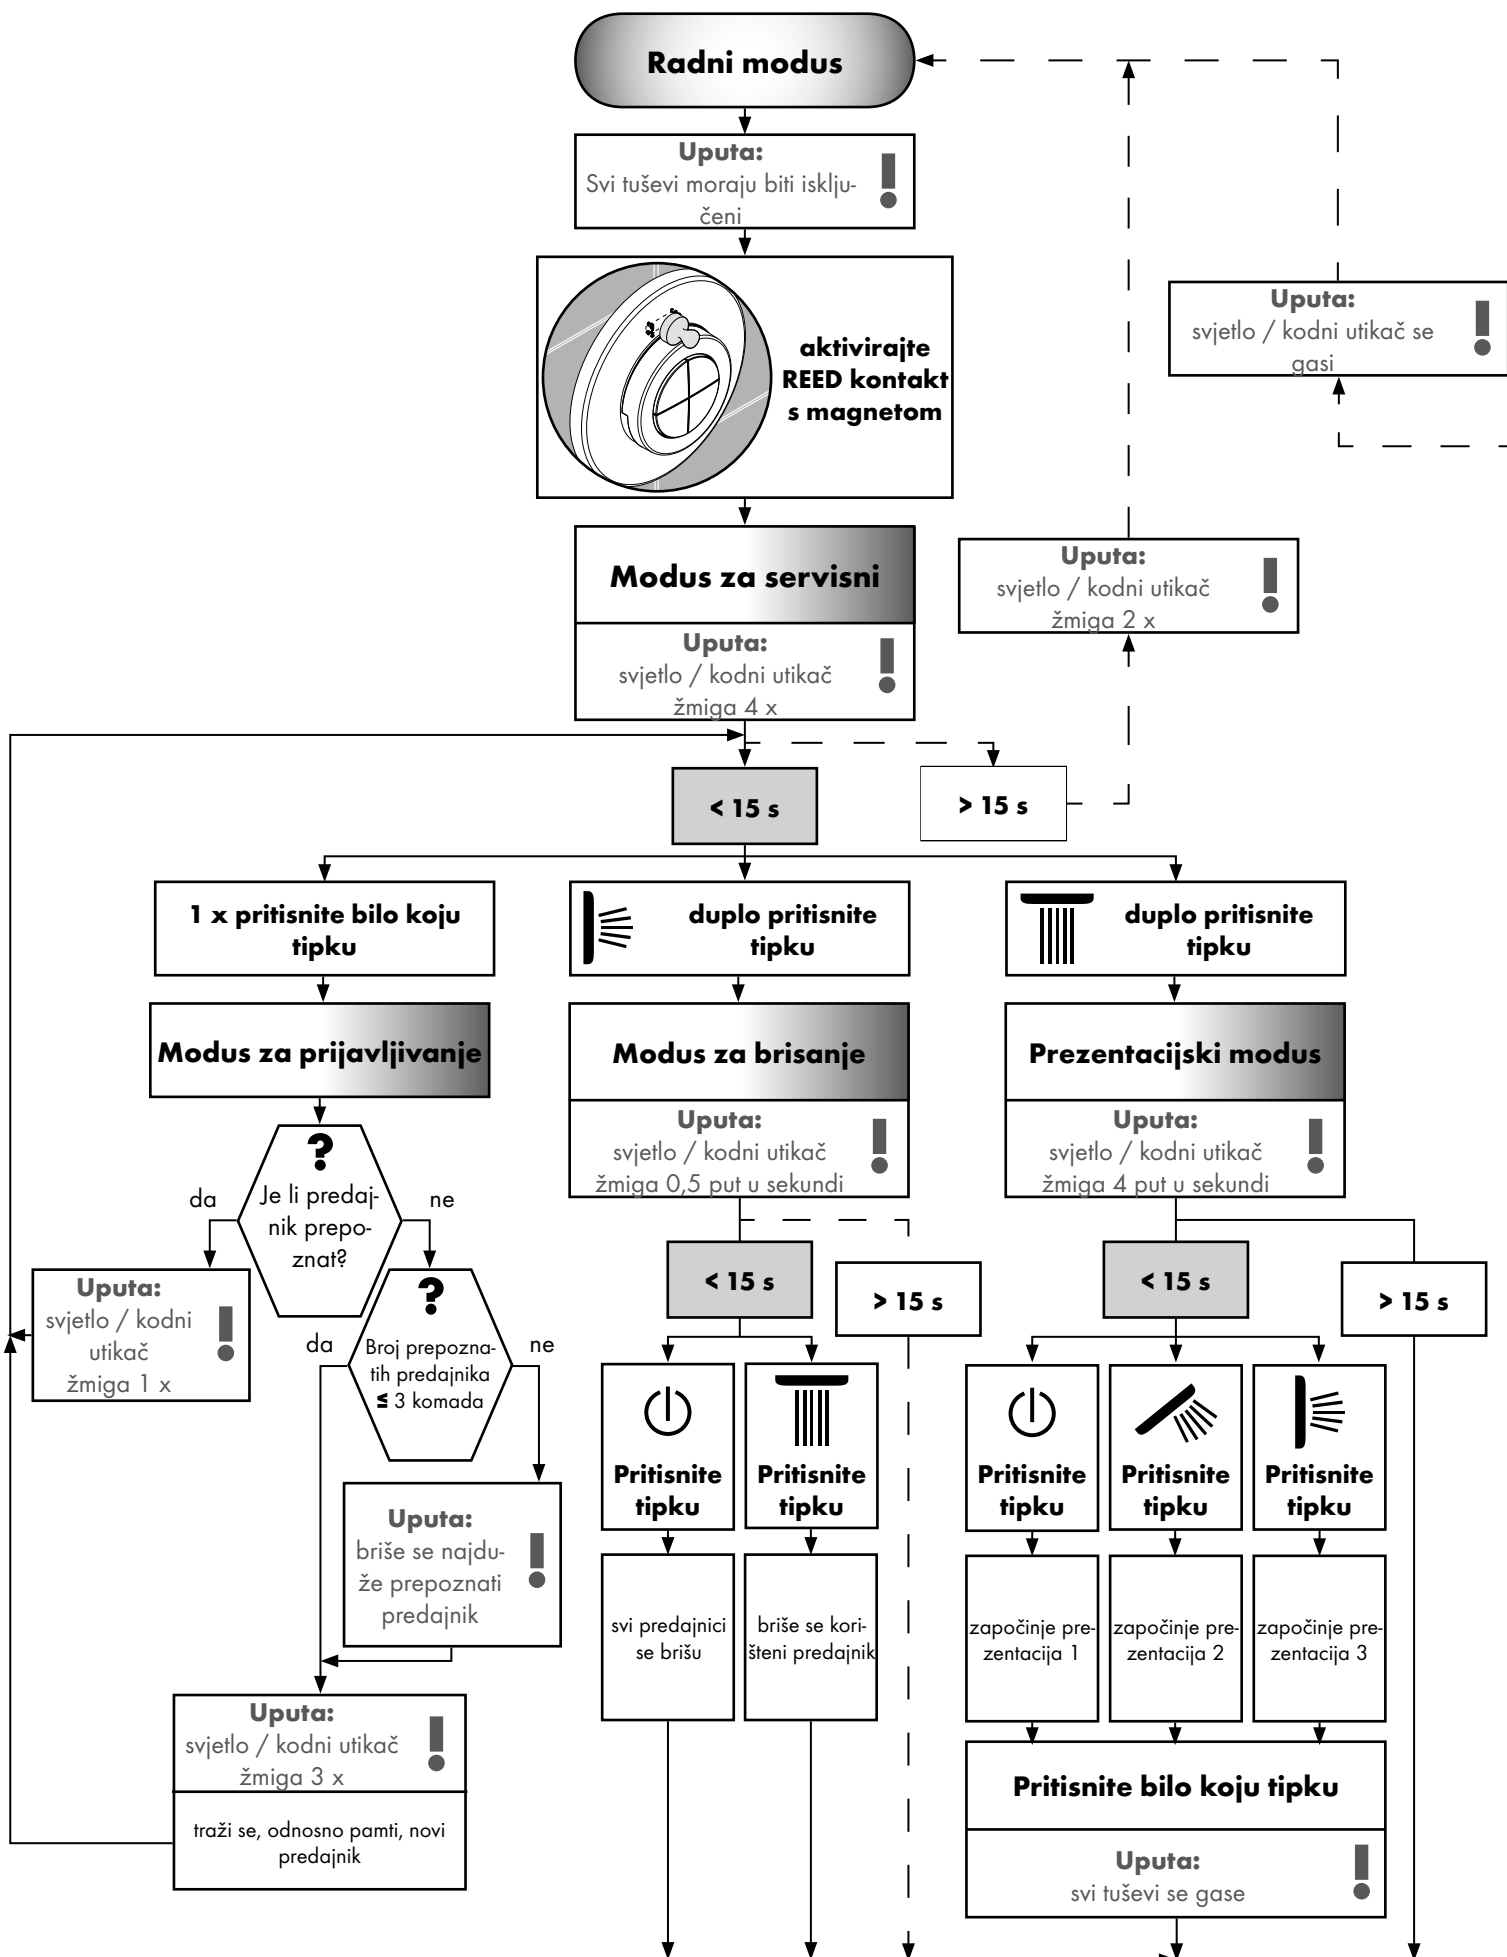 Radni modus
Uputa:
Svi tuševi moraju biti isklju-
čeni
aktivirajte
REED kontakt
s magnetom
Uputa:
svjetlo / kodni utikač se
gasi
Modus za servisni
Uputa:
svjetlo / kodni utikač
žmiga 4 x
Uputa:
svjetlo / kodni utikač
žmiga 2 x
< 15 s
> 15 s
1 x pritisnite bilo koju
tipku
duplo pritisnite
tipku
duplo pritisnite
tipku
Modus za prijavljivanje
Modus za brisanje
Uputa:
svjetlo / kodni utikač
žmiga 0,5 put u sekundi
Prezentacijski modus
Uputa:
svjetlo / kodni utikač
žmiga 4 put u sekundi
?
Je li predaj-
nik prepo-
znat?
da
ne
Uputa:
svjetlo / kodni
utikač
žmiga 1 x
?
Broj prepozna-
tih predajnika
≤ 3 komada
da
ne
Uputa:
briše se najdu-
že prepoznati
predajnik
Uputa:
svjetlo / kodni utikač
žmiga 3 x
traži se, odnosno pamti, novi
predajnik
< 15 s
> 15 s
Pritisnite
tipku
Pritisnite
tipku
svi predajnici
se brišu
briše se kori-
šteni predajnik
< 15 s
> 15 s
Pritisnite
tipku
Pritisnite
tipku
Pritisnite
tipku
započinje pre-
zentacija 1
započinje pre-
zentacija 2
započinje pre-
zentacija 3
Pritisnite bilo koju tipku
Uputa:
svi tuševi se gase